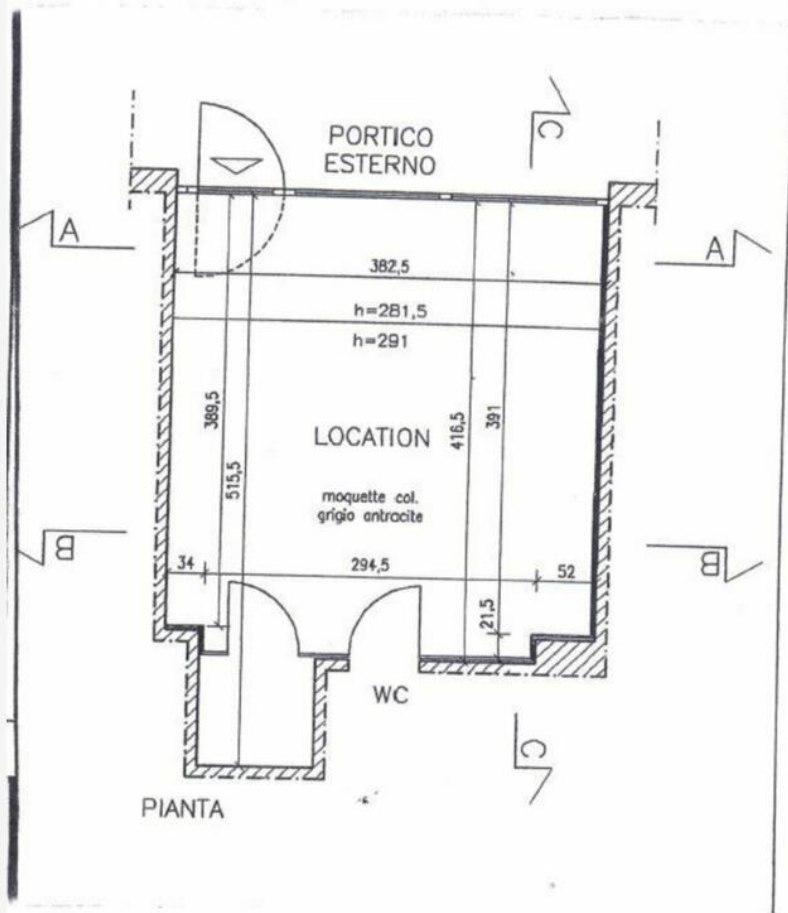 C
PORTICO
ESTERNO
A
A
382,5
h=281,5
h=291
389,5
515,5
416,5
391
LOCATION
moquette col.
grigio antracite
B
B
34
294,5
52
21,5
WC
C
PIANTA